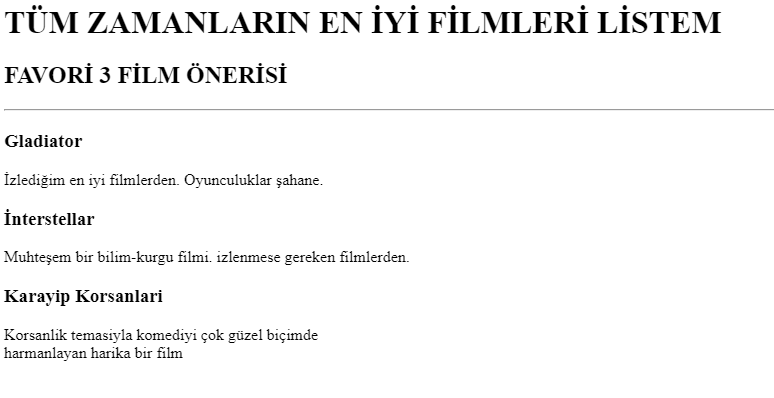 TÜM ZAMANLARIN EN İYİ FİLMLERİ LİSTEM
FAVORİ 3 FİLM ÖNERİSİ
Gladiator
İzlediğim en iyi filmlerden. Oyunculuklar şahane.
İnterstellar
Muhteşem bir bilim-kurgu filmi. izlenmese gereken filmlerden.
Karayip Korsanlari
Korsanlik temasiyla komediyi çok güzel biçimde
harmanlayan harika bir film